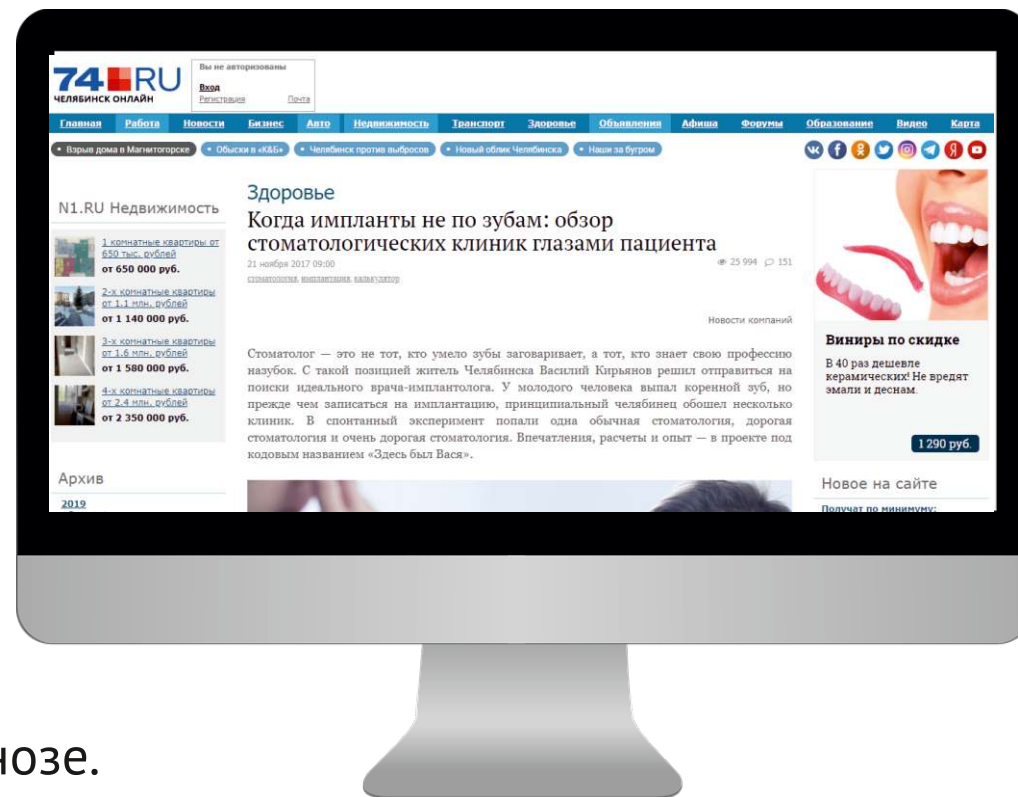 74 RU
ЧЕЛЯБИНСК ОНЛАЙН
Вы не авторизованы
Вход
Регистрация Почта
Главная Работа Новости Бизнес Авто Недвижимость Транспорт Здоровье Объявления Афиша Форумы Образование Видео Карта
• Взрыв дома в Магнитогорске • Обыски в «К&Б» • Челябинск против выбросов • Новый облик Челябинска • Наши за бугром
N1.RU Недвижимость
1 комнатные квартиры от
650 тыс. рублей
от 650 000 руб.
2-х комнатные квартиры
от 1.1 млн. рублей
от 1 140 000 руб.
3-х комнатные квартиры
от 1.6 млн. рублей
от 1 580 000 руб.
4-х комнатные квартиры
от 2.4 млн. рублей
от 2 350 000 руб.
Архив
2019
Здоровье
Когда импланты не по зубам: обзор
стоматологических клиник глазами пациента
21 ноября 2017 09:00
25 994 151
стоматология, имплантация, калькулятор
Новости компаний
Стоматолог — это не тот, кто умело зубы заговаривает, а тот, кто знает свою профессию
назубок. С такой позицией житель Челябинска Василий Кирьянов решил отправиться на
поиски идеального врача-имплантолога. У молодого человека выпал коренной зуб, но
прежде чем записаться на имплантацию, принципиальный челябинец обошел несколько
клиник. В спонтанный эксперимент попали одна обычная стоматология, дорогая
стоматология и очень дорогая стоматология. Впечатления, расчеты и опыт — в проекте под
кодовым названием «Здесь был Вася».
Виниры по скидке
В 40 раз дешевле
керамических! Не вредят
эмали и деснам.
1 290 руб.
Новое на сайте
Получат по минимуму:
нозе.